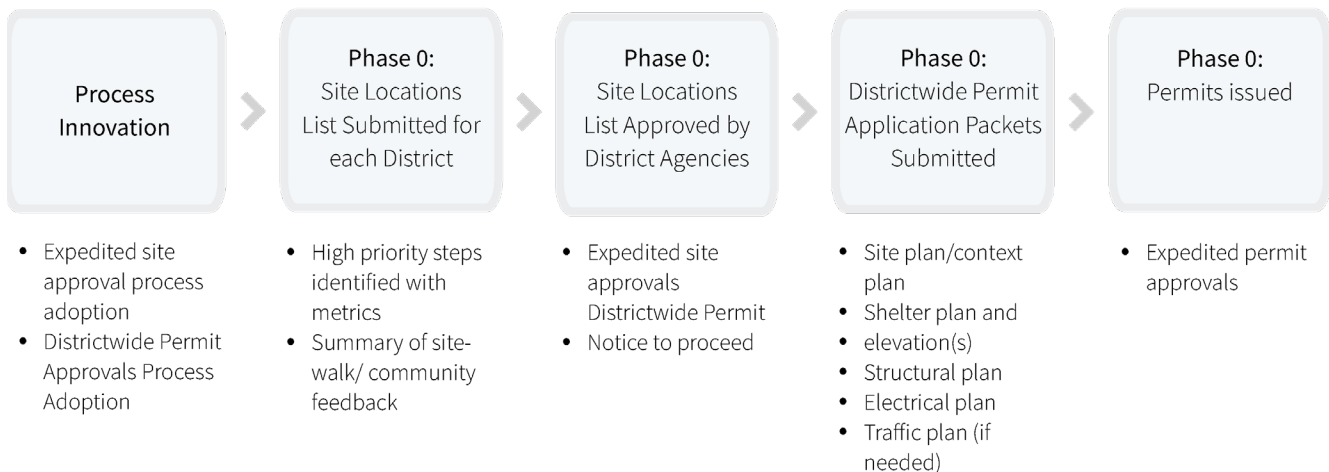 Process
Innovation
Phase 0:
Site Locations
List Submitted for
each District
Phase 0:
Site Locations
List Approved by
District Agencies
Phase 0:
Districtwide Permit
Application Packets
Submitted
Phase 0:
Permits issued
• Expedited site
approval process
adoption
• Districtwide Permit
Approvals Process
Adoption
• High priority steps
identified with
metrics
• Summary of site-
walk/ community
feedback
• Expedited site
approvals
Districtwide Permit
• Notice to proceed
• Site plan/context
plan
• Shelter plan and
• elevation(s)
• Structural plan
• Electrical plan
• Traffic plan (if
needed)
• Expedited permit
approvals